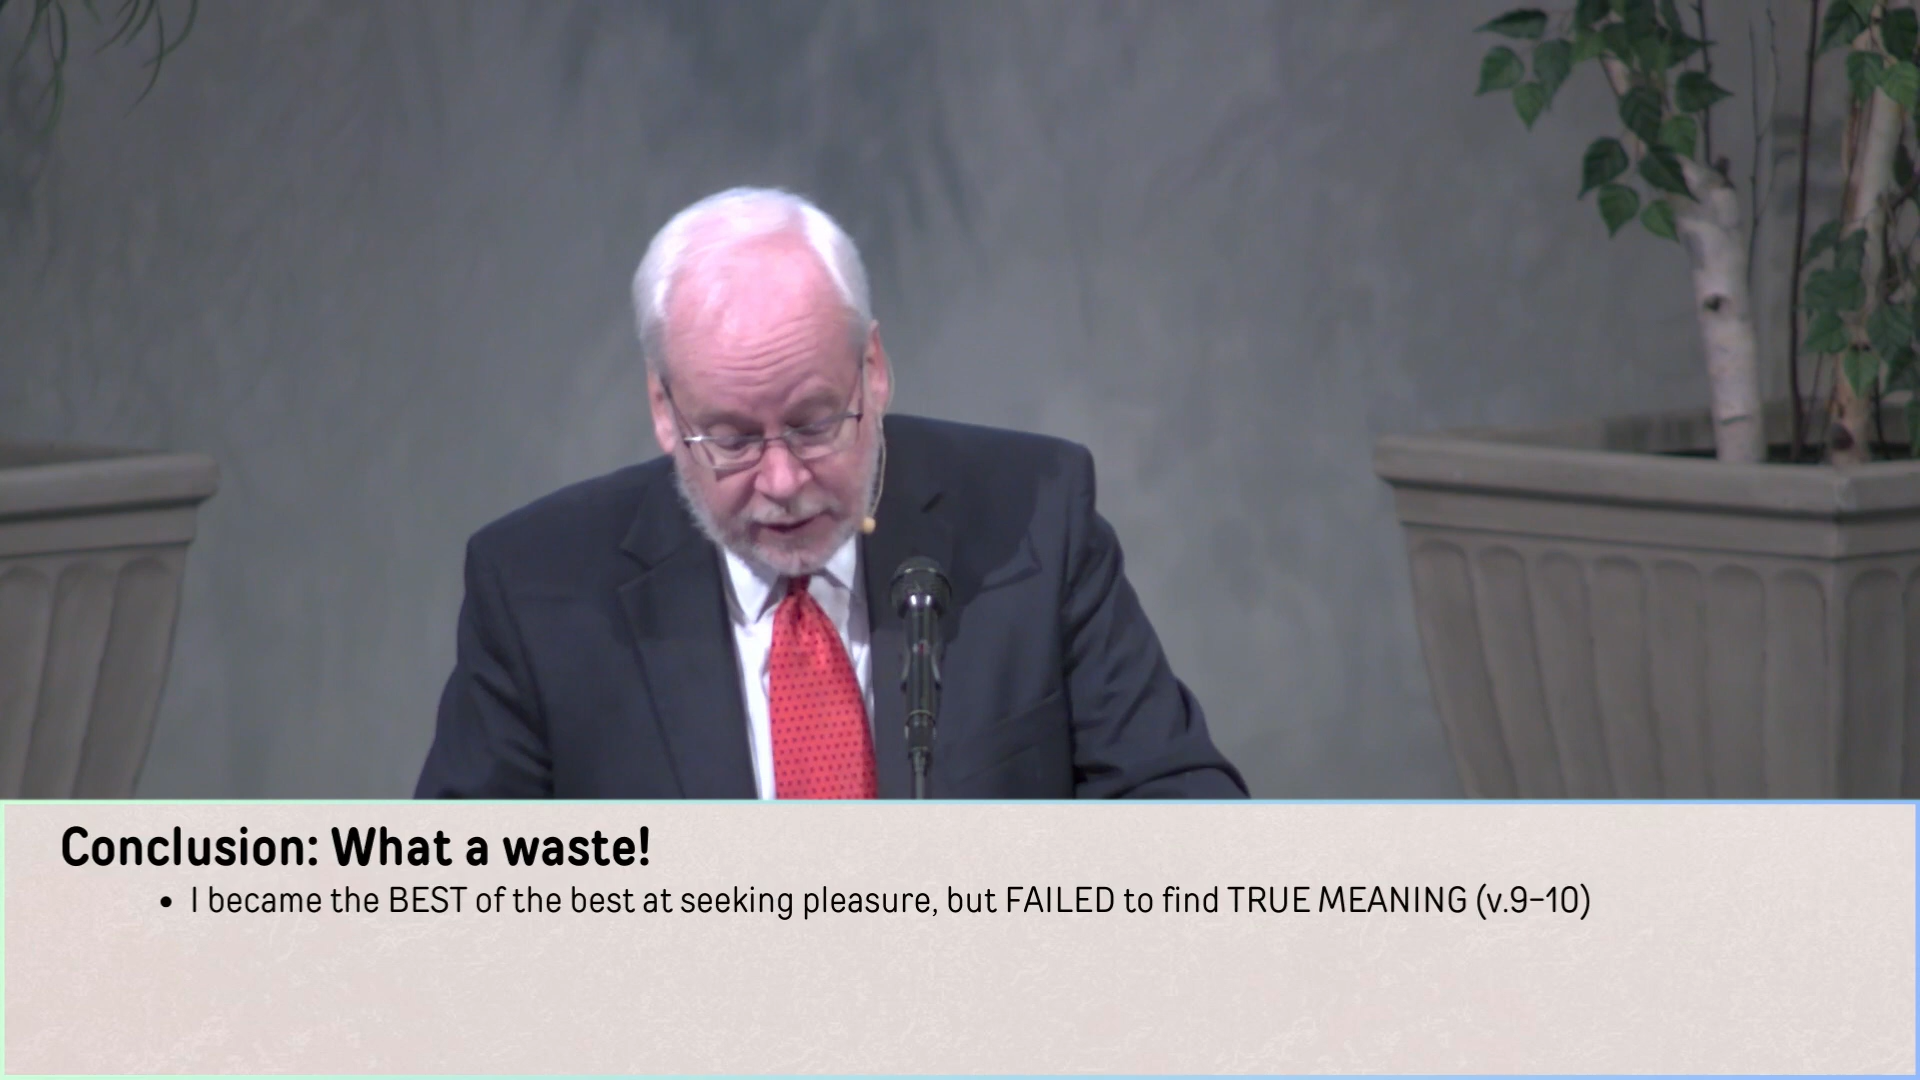 Conclusion: What a waste!
• I became the BEST of the best at seeking pleasure, but FAILED to find TRUE MEANING (v.9-10)